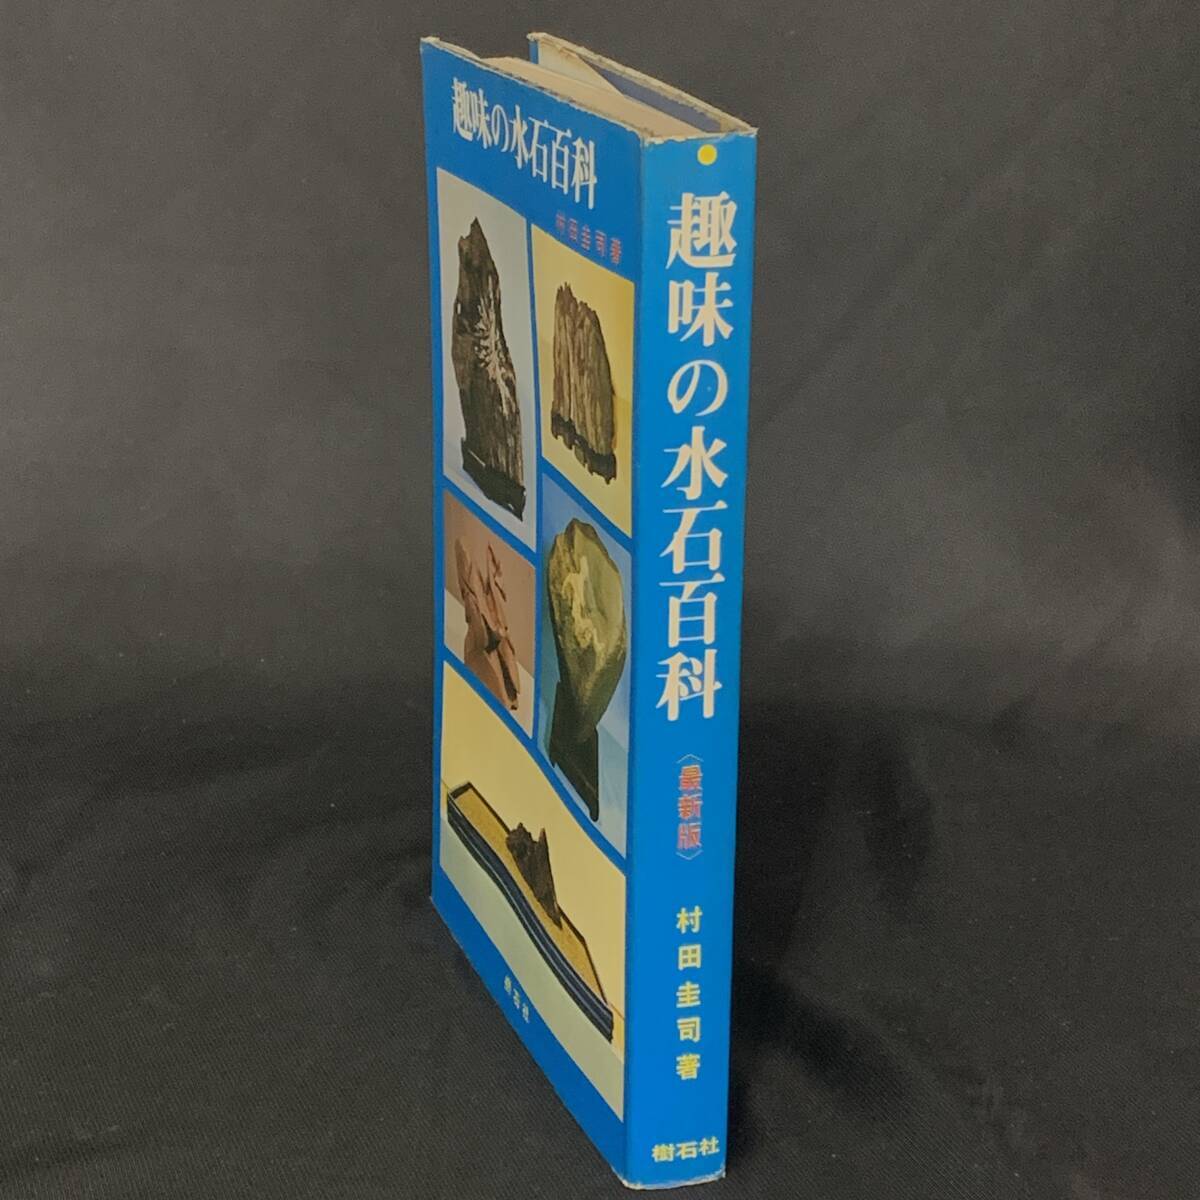 趣味の水石百科
村田圭司著
樹石社
趣味の水石百科
〈最新版〉
村田圭司著
樹石社